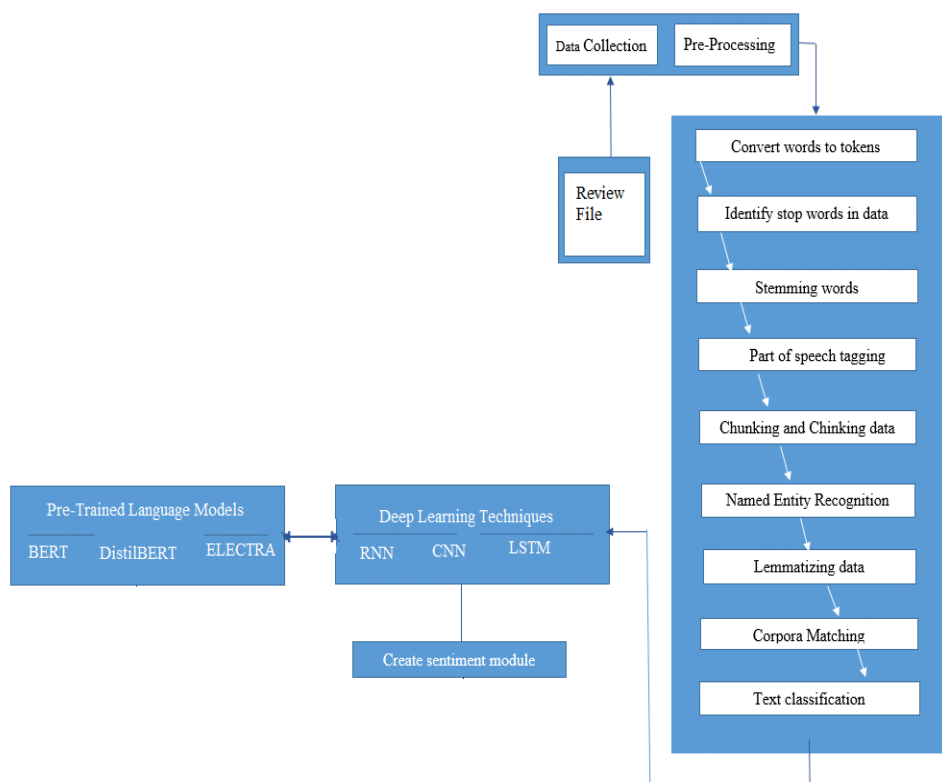 Data Collection
Pre-Processing
Review
File
Convert words to tokens
Identify stop words in data
Stemming words
Part of speech tagging
Chunking and Chinking data
Named Entity Recognition
Lemmatizing data
Corpora Matching
Text classification
Pre-Trained Language Models
BERT
DistilBERT
ELECTRA
Deep Learning Techniques
RNN
CNN
LSTM
Create sentiment module